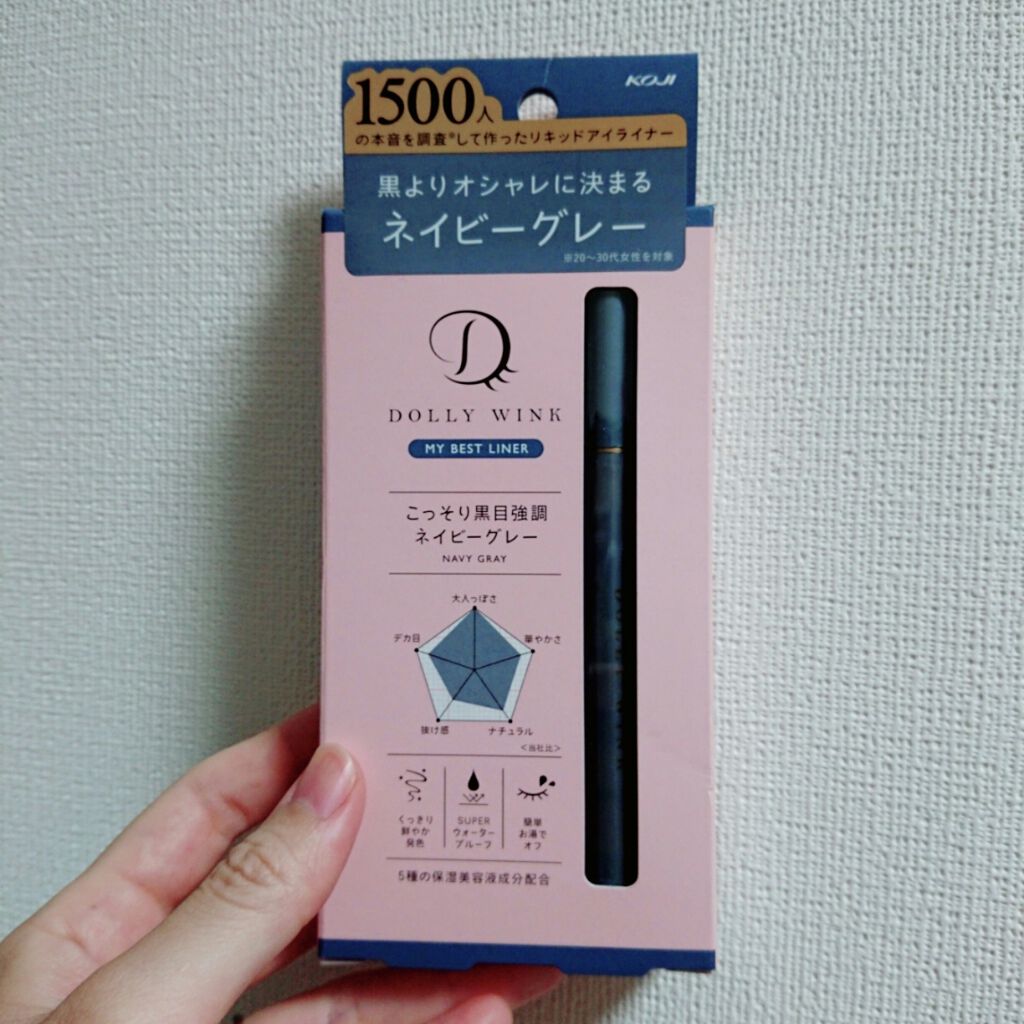 KOJI
1500人
の本音を調査※して作ったリキッドアイライナー
黒よりオシャレに決まる
ネイビーグレー
※20〜30代女性を対象
DOLLY WINK
MY BEST LINER
こっそり黒目強調
ネイビーグレー
NAVY GRAY
大人っぽさ
デカ目
華やかさ
抜け感
ナチュラル
<当社比>
くっきり
鮮やか
発色
SUPER
ウォーター
プルーフ
簡単
お湯で
オフ
5種の保湿美容液成分配合